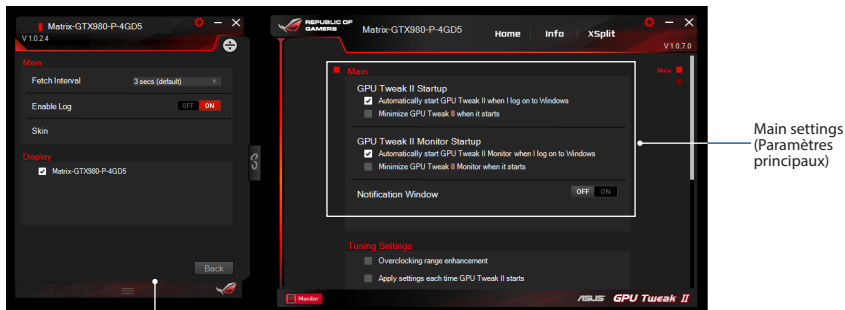 Matrix-GTX980-P-4GD5
V 1.0.2.4
Main
Fetch Interval 3 secs (default)
Enable Log OFF ON
Skin
Display
Matrix-GTX980-P-4GD5
Back
REPUBLIC OF
GAMERS
Matrix-GTX980-P-4GD5 Home Info XSplit
V 1.0.7.0
Main
Main
GPU Tweak II Startup
Automatically start GPU Tweak II when I log on to Windows
Minimize GPU Tweak II when it starts
GPU Tweak II Monitor Startup
Automatically start GPU Tweak II Monitor when I log on to Windows
Minimize GPU Tweak II Monitor when it starts
Notification Window OFF ON
Tuning Settings
Overclocking range enhancement
Apply settings each time GPU Tweak II starts
Monitor
ASUS GPU Tweak II
Main settings
(Paramètres
principaux)